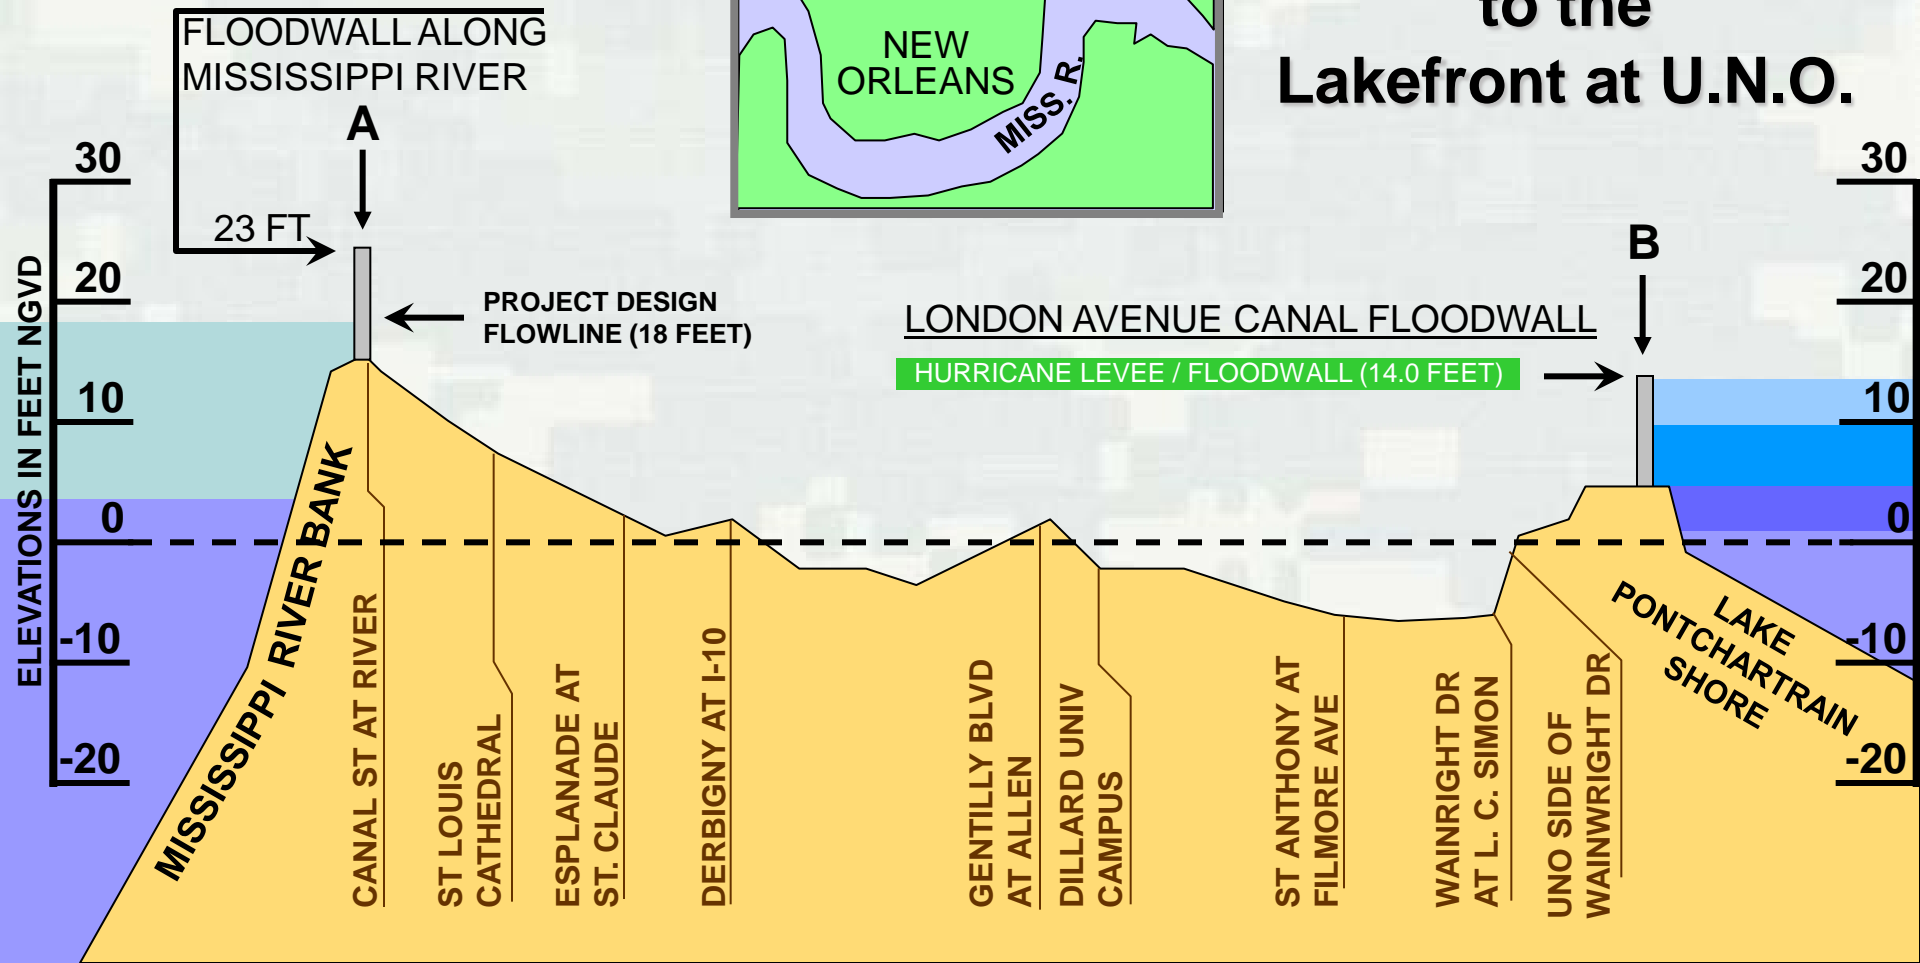 to the
Lakefront at U.N.O.
FLOODWALL ALONG
MISSISSIPPI RIVER
NEW
ORLEANS
MISS. R.
A
23 FT
B
PROJECT DESIGN
FLOWLINE (18 FEET)
LONDON AVENUE CANAL FLOODWALL
HURRICANE LEVEE / FLOODWALL (14.0 FEET)
ELEVATIONS IN FEET NGVD
30
20
10
0
-10
-20
30
20
10
0
-10
-20
MISSISSIPPI RIVER BANK
CANAL ST AT RIVER
ST LOUIS
CATHEDRAL
ESPLANADE AT
ST. CLAUDE
DERBIGNY AT I-10
GENTILLY BLVD
AT ALLEN
DILLARD UNIV
CAMPUS
ST ANTHONY AT
FILMORE AVE
WAINRIGHT DR
AT L. C. SIMON
UNO SIDE OF
WAINWRIGHT DR
LAKE
PONTCHARTRAIN
SHORE